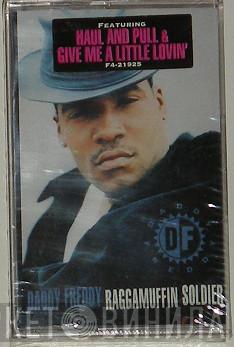 FEATURING
HAUL AND PULL &
GIVE ME A LITTLE LOVIN'
F4-21925
DF
DADDY FREDDY RAGGAMUFFIN SOLDIER